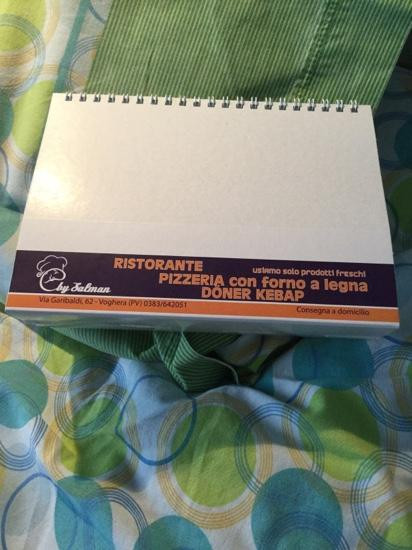 by Salman
RISTORANTE
usiamo solo prodotti freschi
PIZZERIA con forno a legna
DÖNER KEBAP
Via Garibaldi, 62 - Voghera (PV) 0383/642051
Consegna a domicilio